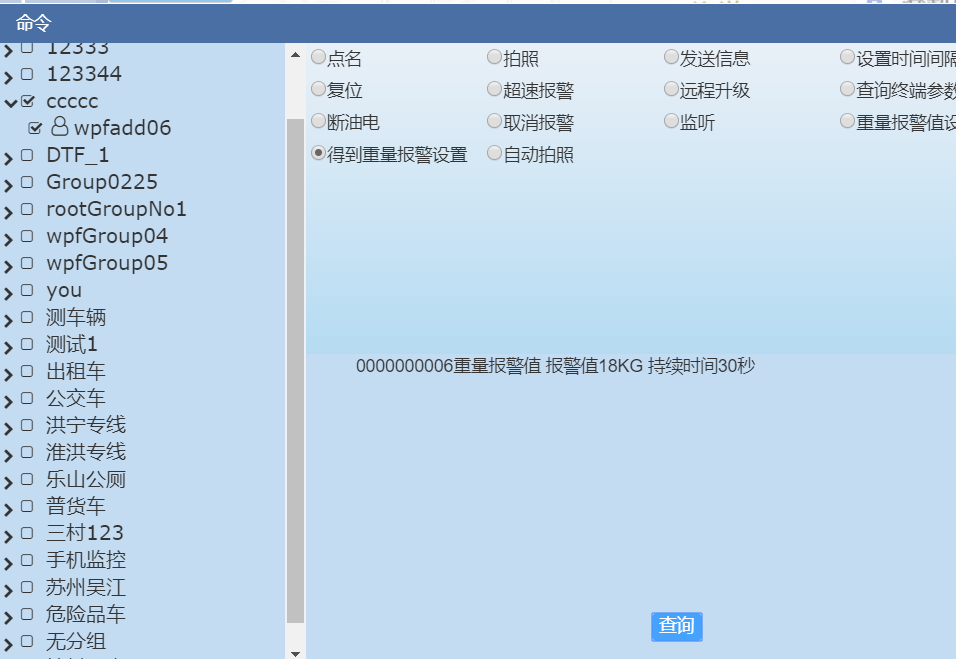 命令
12333
123344
ccccc
wpfadd06
DTF_1
Group0225
rootGroupNo1
wpfGroup04
wpfGroup05
you
测车辆
测试1
出租车
公交车
洪宁专线
淮洪专线
乐山公厕
普货车
三村123
手机监控
苏州吴江
危险品车
无分组
点名 拍照 发送信息 设置时间间隔
复位 超速报警 远程升级 查询终端参数
断油电 取消报警 监听 重量报警值设
得到重量报警设置 自动拍照
0000000006重量报警值 报警值18KG 持续时间30秒
查询